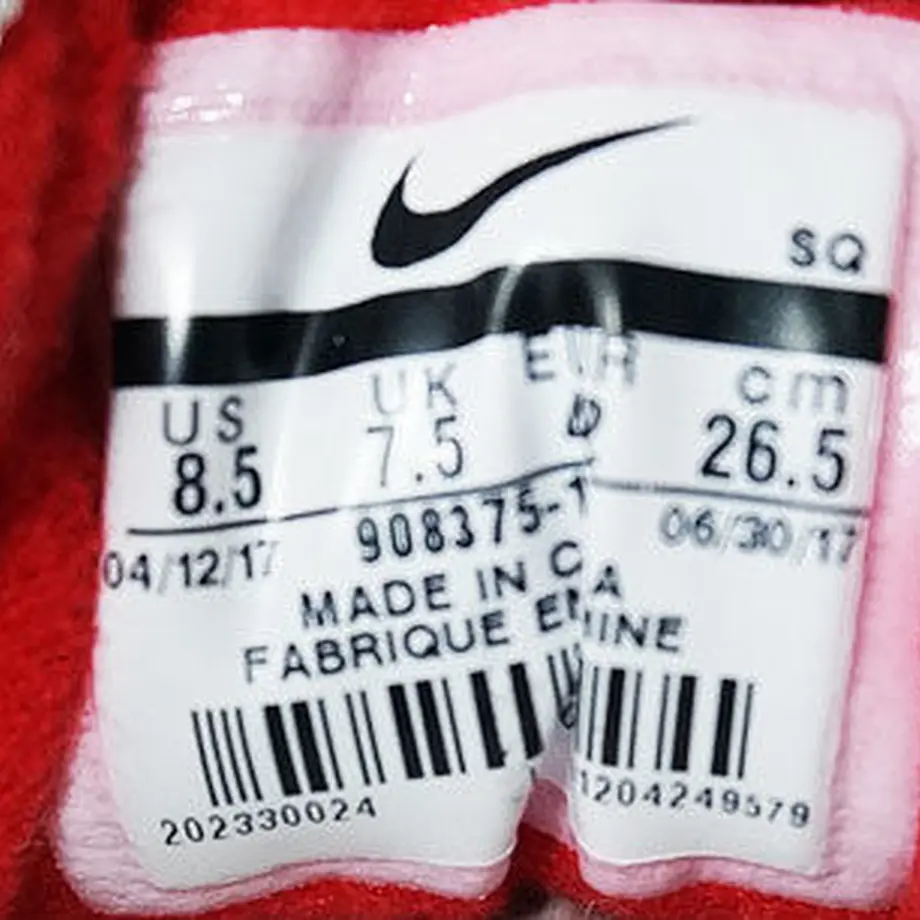 SQ
US UK EUR cm
8.5 7.5 26.5
04/12/17 908375-1 06/30/17
MADE IN
FABRIQUE
202330024 1204249579